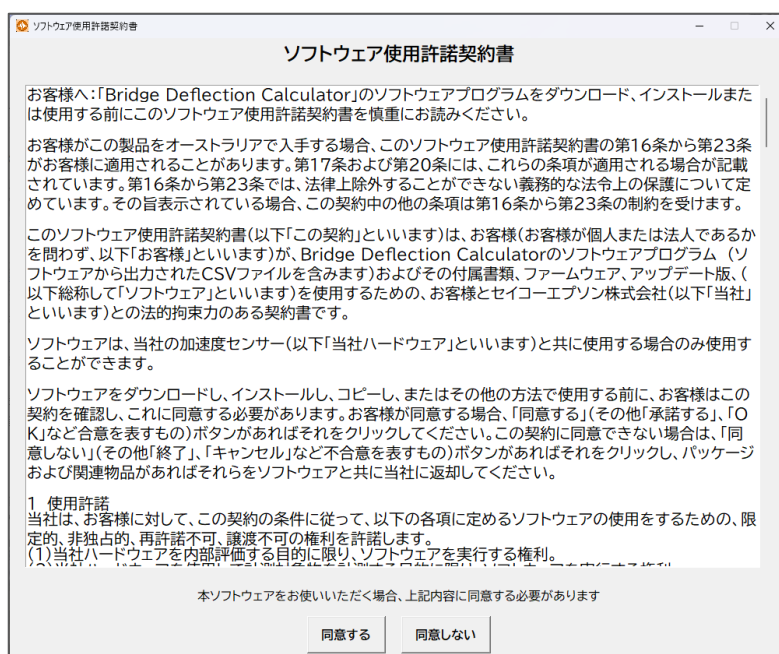 ソフトウェア使用許諾契約書
ソフトウェア使用許諾契約書
お客様へ:「Bridge Deflection Calculator」のソフトウェアプログラムをダウンロード、インストールまた
は使用する前にこのソフトウェア使用許諾契約書を慎重にお読みください。
お客様がこの製品をオーストラリアで入手する場合、このソフトウェア使用許諾契約書の第16条から第23条
がお客様に適用されることがあります。第17条および第20条には、これらの条項が適用される場合が記載
されています。第16条から第23条では、法律上除外することができない義務的な法令上の保護について定
めています。その旨表示されている場合、この契約中の他の条項は第16条から第23条の制約を受けます。
このソフトウェア使用許諾契約書(以下「この契約」といいます)は、お客様(お客様が個人または法人であるか
を問わず、以下「お客様」といいます)が、Bridge Deflection Calculatorのソフトウェアプログラム (ソ
フトウェアから出力されたCSVファイルを含みます)およびその付属書類、ファームウェア、アップデート版、(
以下総称して「ソフトウェア」といいます)を使用するための、お客様とセイコーエプソン株式会社(以下「当社」
といいます)との法的拘束力のある契約書です。
ソフトウェアは、当社の加速度センサー(以下「当社ハードウェア」といいます)と共に使用する場合のみ使用す
ることができます。
ソフトウェアをダウンロードし、インストールし、コピーし、またはその他の方法で使用する前に、お客様はこの
契約を確認し、これに同意する必要があります。お客様が同意する場合、「同意する」(その他「承諾する」、「O
K」など合意を表すもの)ボタンがあればそれをクリックしてください。この契約に同意できない場合は、「同
意しない」(その他「終了」、「キャンセル」など不合意を表すもの)ボタンがあればそれをクリックし、パッケージ
および関連物品があればそれらをソフトウェアと共に当社に返却してください。
1 使用許諾
当社は、お客様に対して、この契約の条件に従って、以下の各項に定めるソフトウェアの使用をするための、限
定的、非独占的、再許諾不可、譲渡不可の権利を許諾します。
(1)当社ハードウェアを内部評価する目的に限り、ソフトウェアを実行する権利。
本ソフトウェアをお使いいただく場合、上記内容に同意する必要があります
同意する
同意しない